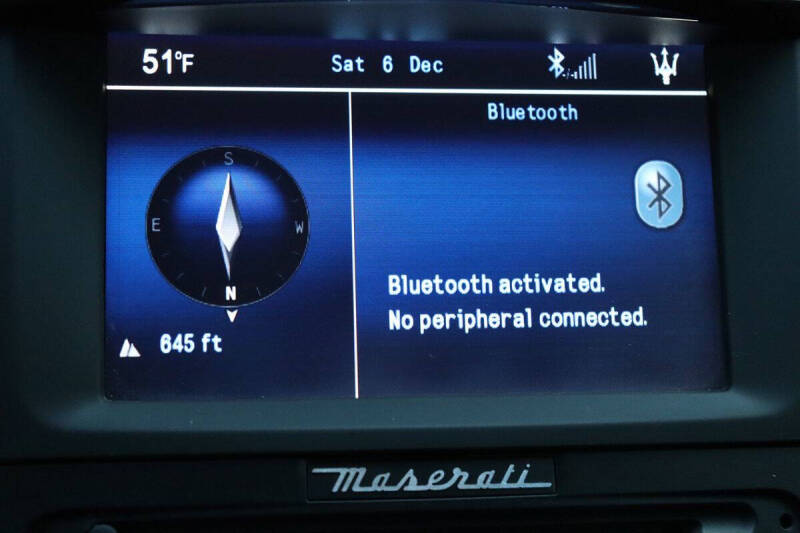 51°F
Sat 6 Dec
Bluetooth
S
E
W
N
645 ft
Bluetooth activated.
No peripheral connected.
Maserati